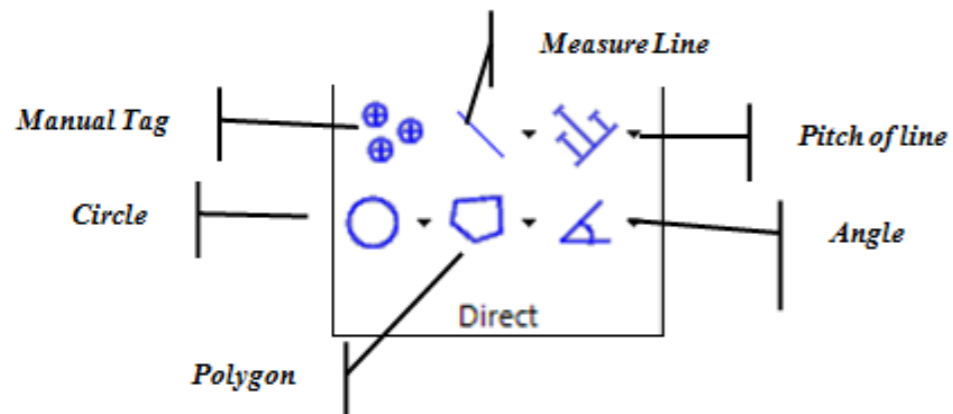 Measure Line
Manual Tag
Pitch of line
Circle
Angle
Direct
Polygon